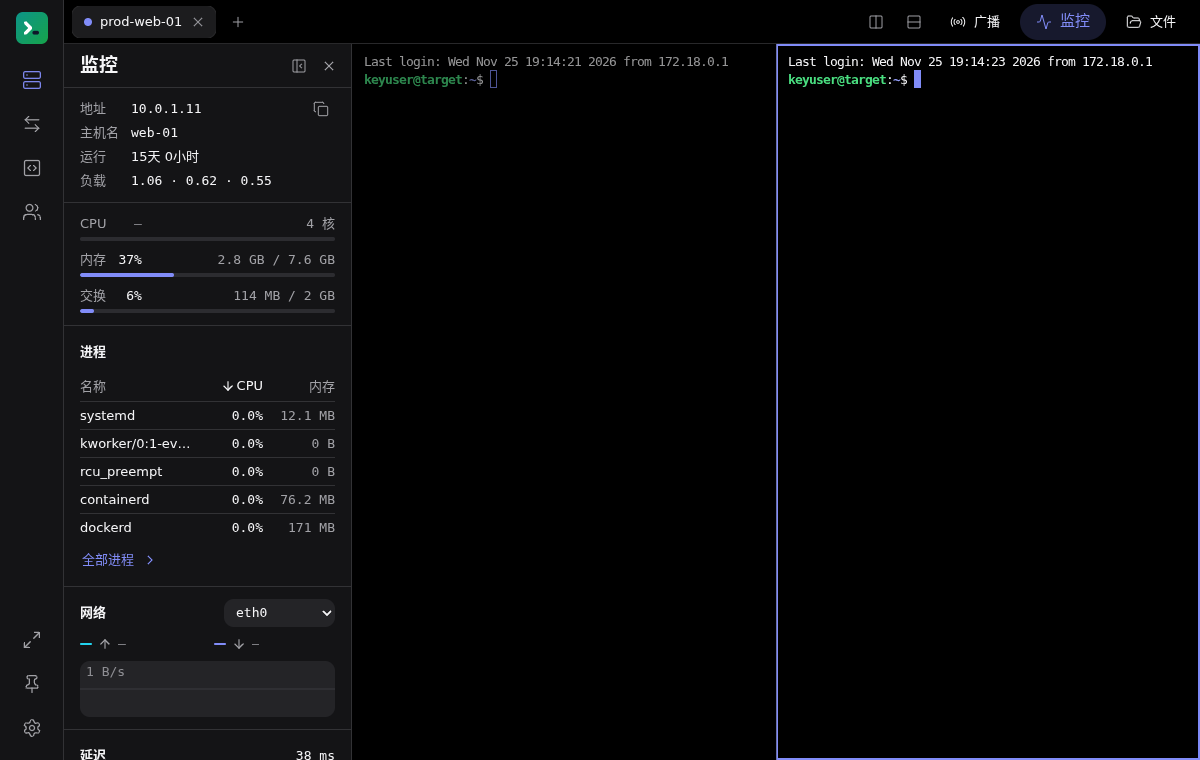 prod-web-01
广播
监控
文件
监控
地址 10.0.1.11
主机名 web-01
运行 15天 0小时
负载 1.06 · 0.62 · 0.55
CPU — 4 核
内存 37% 2.8 GB / 7.6 GB
交换 6% 114 MB / 2 GB
进程
名称 CPU 内存
systemd 0.0% 12.1 MB
kworker/0:1-ev… 0.0% 0 B
rcu_preempt 0.0% 0 B
containerd 0.0% 76.2 MB
dockerd 0.0% 171 MB
全部进程
网络 eth0
↑ — ↓ —
1 B/s
延迟 38 ms
Last login: Wed Nov 25 19:14:21 2026 from 172.18.0.1
keyuser@target:~$
Last login: Wed Nov 25 19:14:23 2026 from 172.18.0.1
keyuser@target:~$